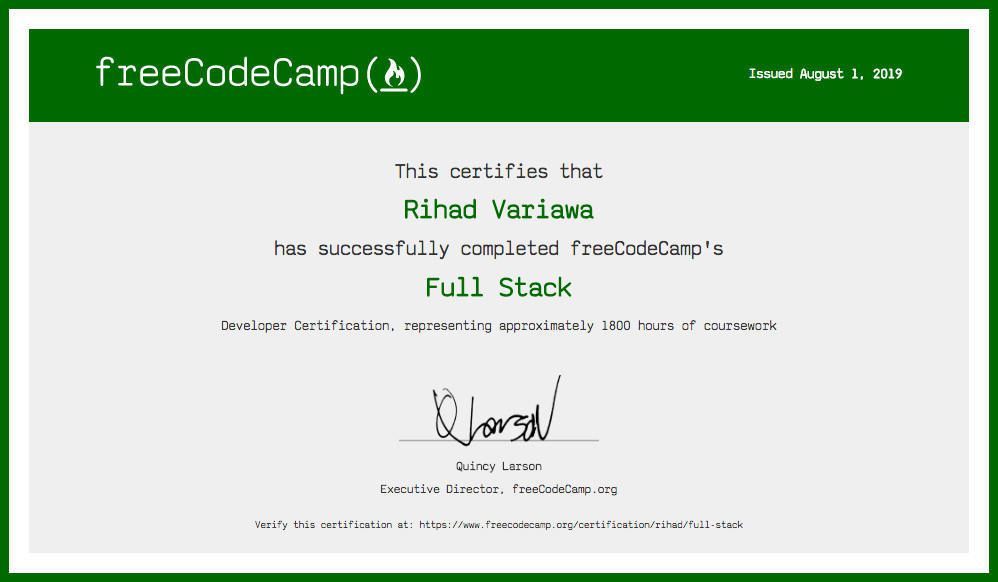 freeCodeCamp(🔥)
Issued August 1, 2019
This certifies that
Rihad Variawa
has successfully completed freeCodeCamp's
Full Stack
Developer Certification, representing approximately 1800 hours of coursework
QLarson
Quincy Larson
Executive Director, freeCodeCamp.org
Verify this certification at: https://www.freecodecamp.org/certification/rihad/full-stack